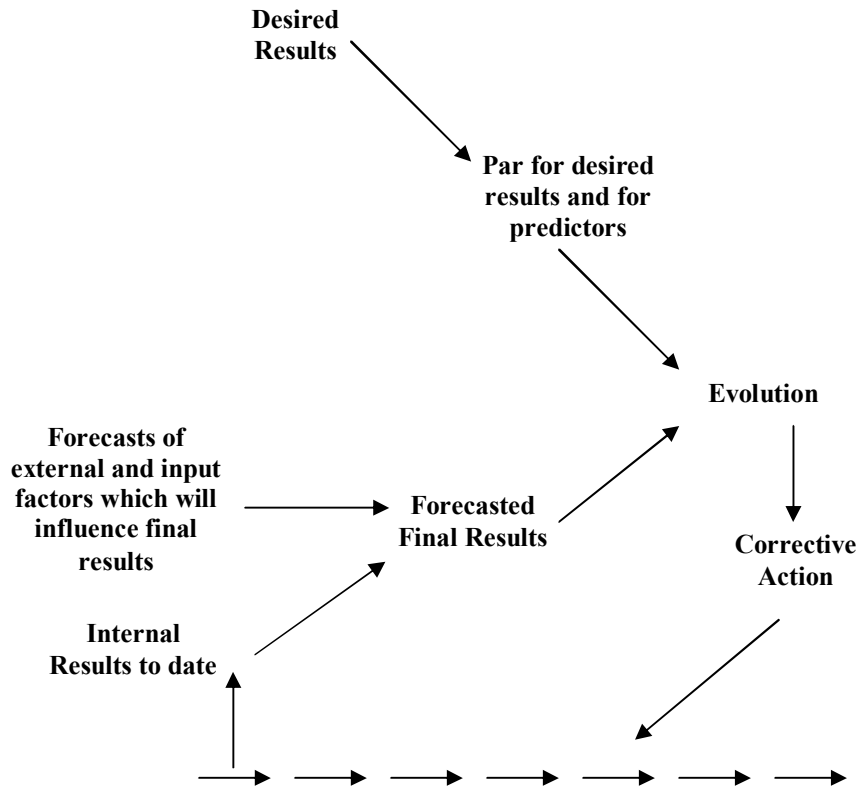 Desired
Results
Par for desired
results and for
predictors
Evolution
Forecasts of
external and input
factors which will
influence final
results
Forecasted
Final Results
Corrective
Action
Internal
Results to date